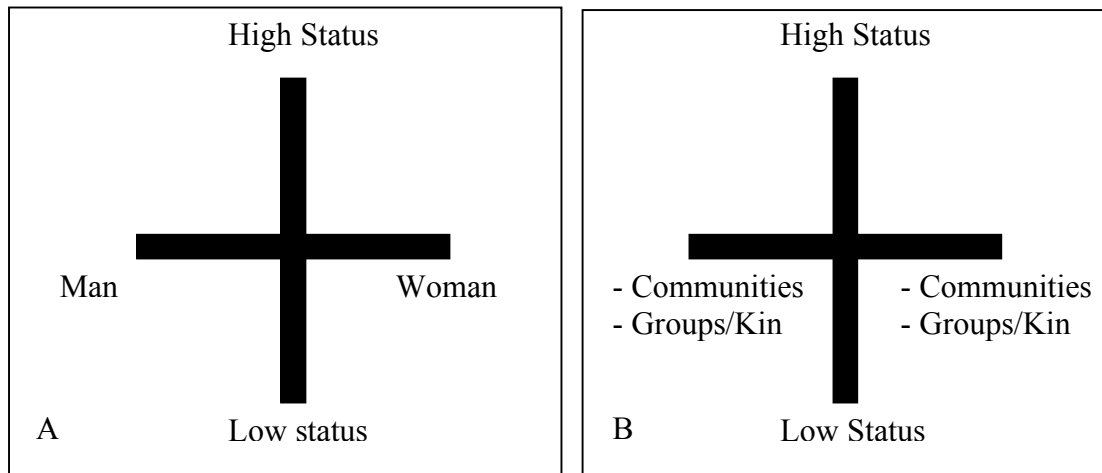 High Status
Man
Woman
A
Low status
High Status
- Communities
- Groups/Kin
- Communities
- Groups/Kin
B
Low Status